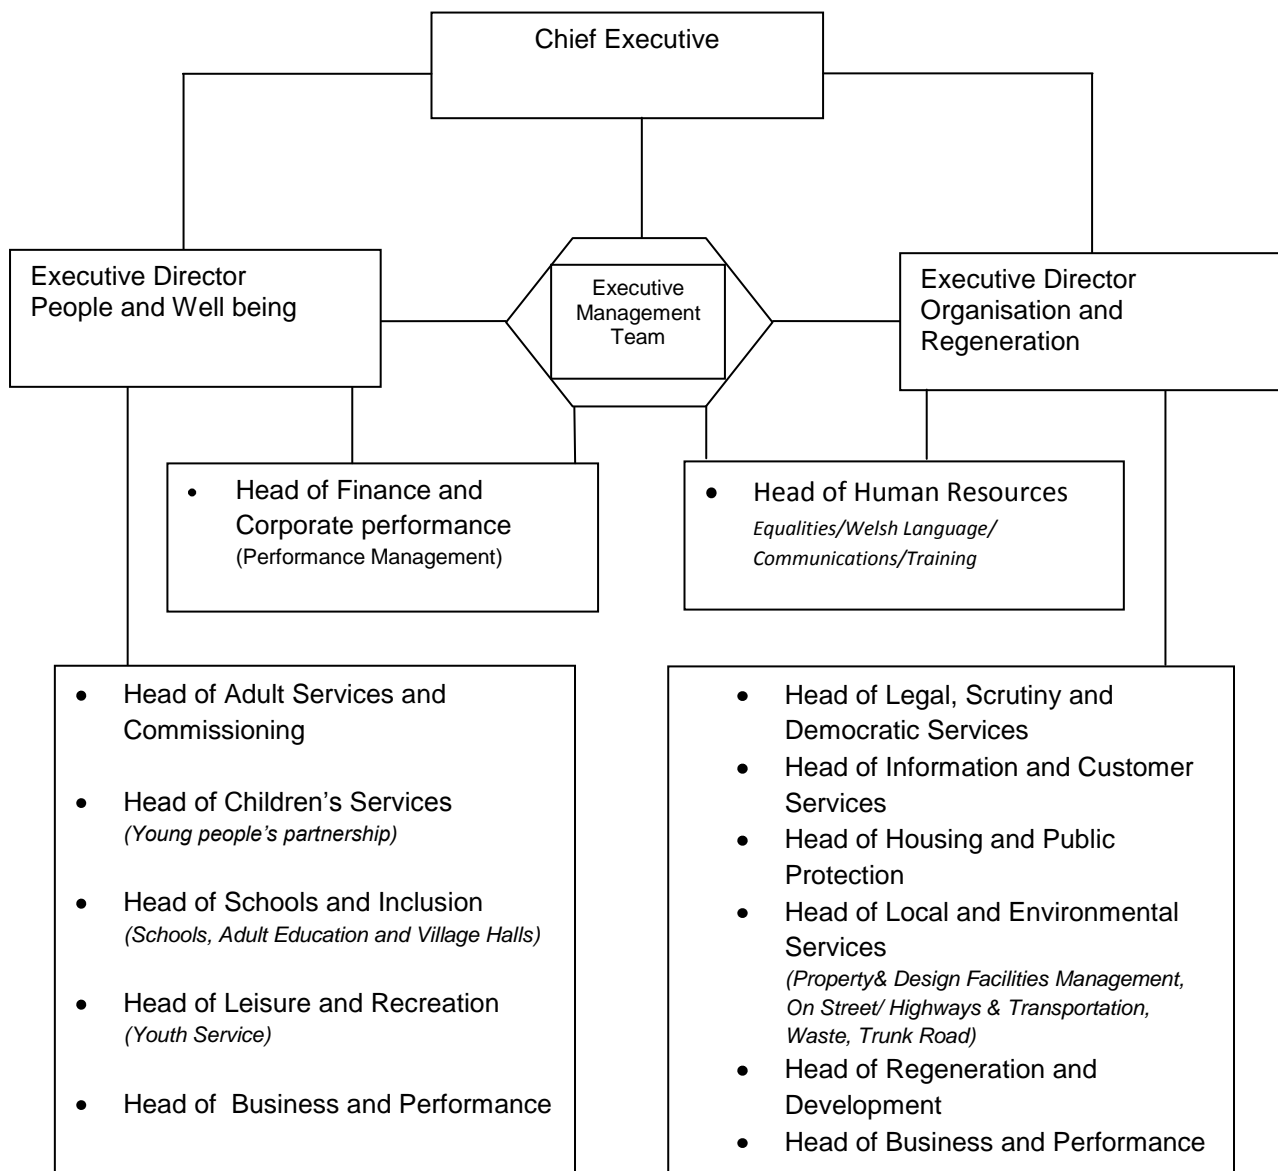 Chief Executive
Executive Director
People and Well being
Executive
Management
Team
Executive Director
Organisation and
Regeneration
• Head of Finance and
Corporate performance
(Performance Management)
• Head of Human Resources
Equalities/Welsh Language/
Communications/Training
• Head of Adult Services and
Commissioning
• Head of Children’s Services
(Young people’s partnership)
• Head of Schools and Inclusion
(Schools, Adult Education and Village Halls)
• Head of Leisure and Recreation
(Youth Service)
• Head of  Business and Performance
• Head of Legal, Scrutiny and
Democratic Services
• Head of Information and Customer
Services
• Head of Housing and Public
Protection
• Head of Local and Environmental
Services
(Property& Design Facilities Management,
On Street/ Highways & Transportation,
Waste, Trunk Road)
• Head of Regeneration and
Development
• Head of Business and Performance